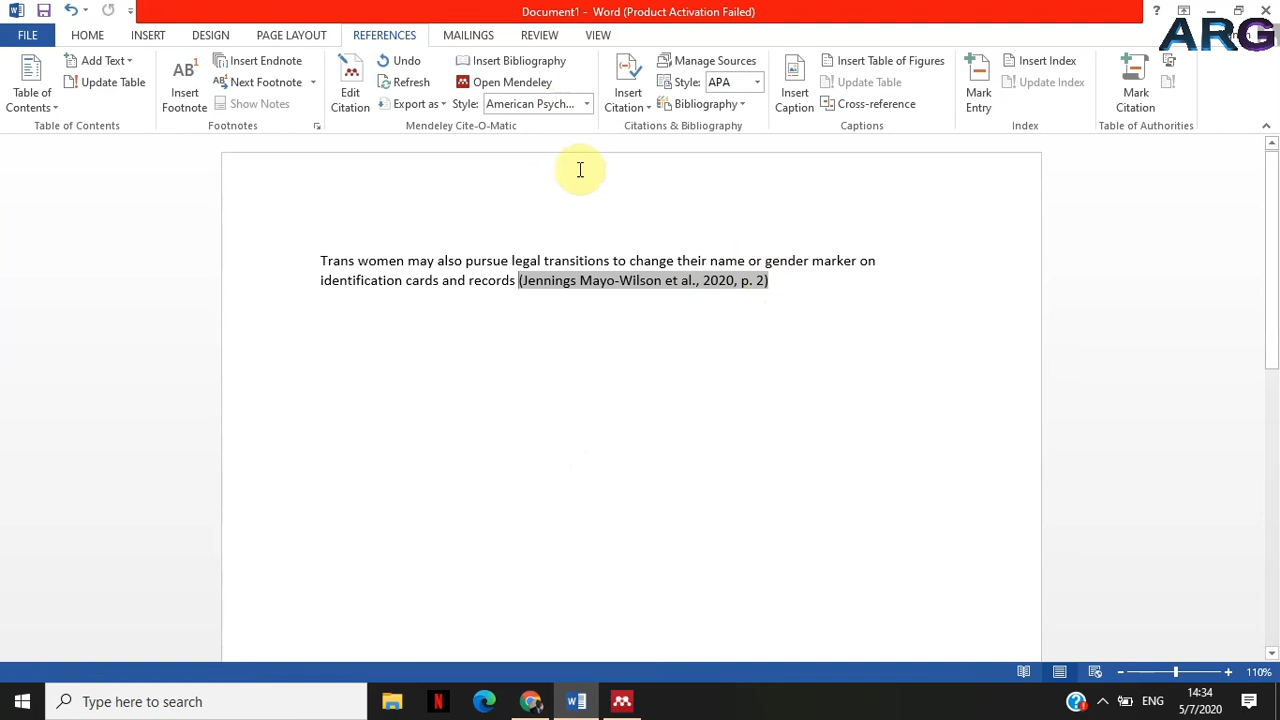 Document1 - Word (Product Activation Failed)
ARG
FILE HOME INSERT DESIGN PAGE LAYOUT REFERENCES MAILINGS REVIEW VIEW
Table of Contents
Add Text
Update Table
Table of Contents
AB1
Insert Footnote
Insert Endnote
Next Footnote
Show Notes
Footnotes
Edit Citation
Undo
Refresh
Export as
Insert Bibliography
Open Mendeley
Style: American Psych...
Mendeley Cite-O-Matic
Insert Citation
Manage Sources
Style: APA
Bibliography
Citations & Bibliography
Insert Caption
Insert Table of Figures
Update Table
Cross-reference
Captions
Mark Entry
Insert Index
Update Index
Index
Mark Citation
Table of Authorities
Trans women may also pursue legal transitions to change their name or gender marker on
identification cards and records (Jennings Mayo-Wilson et al., 2020, p. 2)
110%
Type here to search
ENG
14:34
5/7/2020